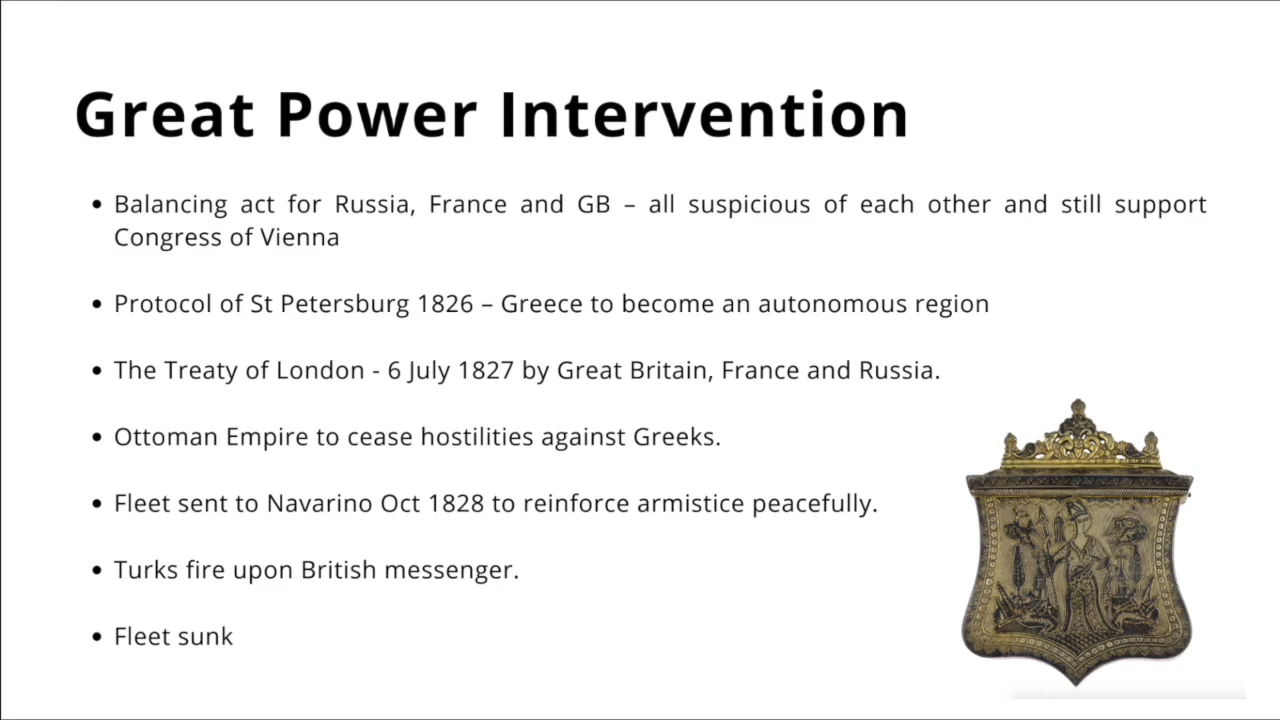 Great Power Intervention
• Balancing act for Russia, France and GB – all suspicious of each other and still support
Congress of Vienna
• Protocol of St Petersburg 1826 – Greece to become an autonomous region
• The Treaty of London - 6 July 1827 by Great Britain, France and Russia.
• Ottoman Empire to cease hostilities against Greeks.
• Fleet sent to Navarino Oct 1828 to reinforce armistice peacefully.
• Turks fire upon British messenger.
• Fleet sunk